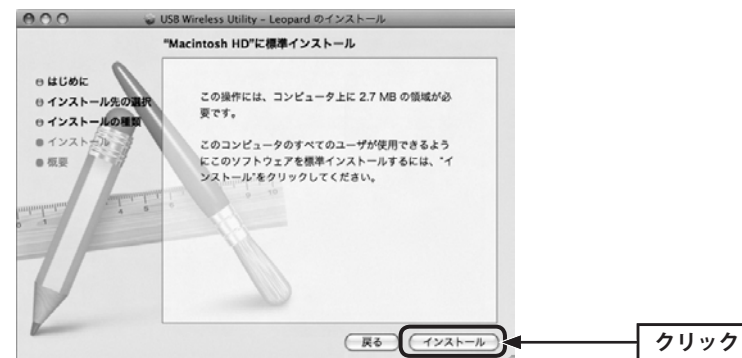 USB Wireless Utility – Leopard のインストール
"Macintosh HD"に標準インストール
はじめに
インストール先の選択
インストールの種類
インストール
概要
この操作には、コンピュータ上に 2.7 MB の領域が必
要です。
このコンピュータのすべてのユーザが使用できるよう
にこのソフトウェアを標準インストールするには、"イ
ンストール"をクリックしてください。
戻る
インストール
クリック